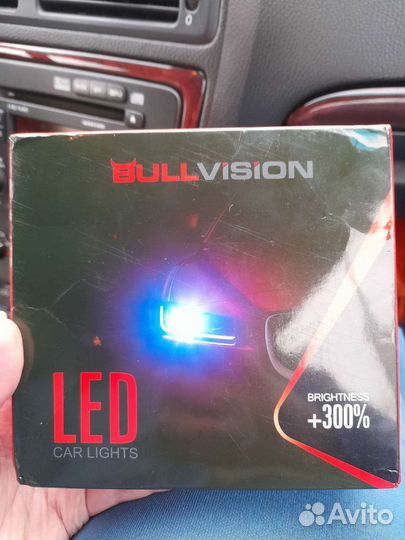 BULLVISION
LED
CAR LIGHTS
BRIGHTNESS
+300%
Avito